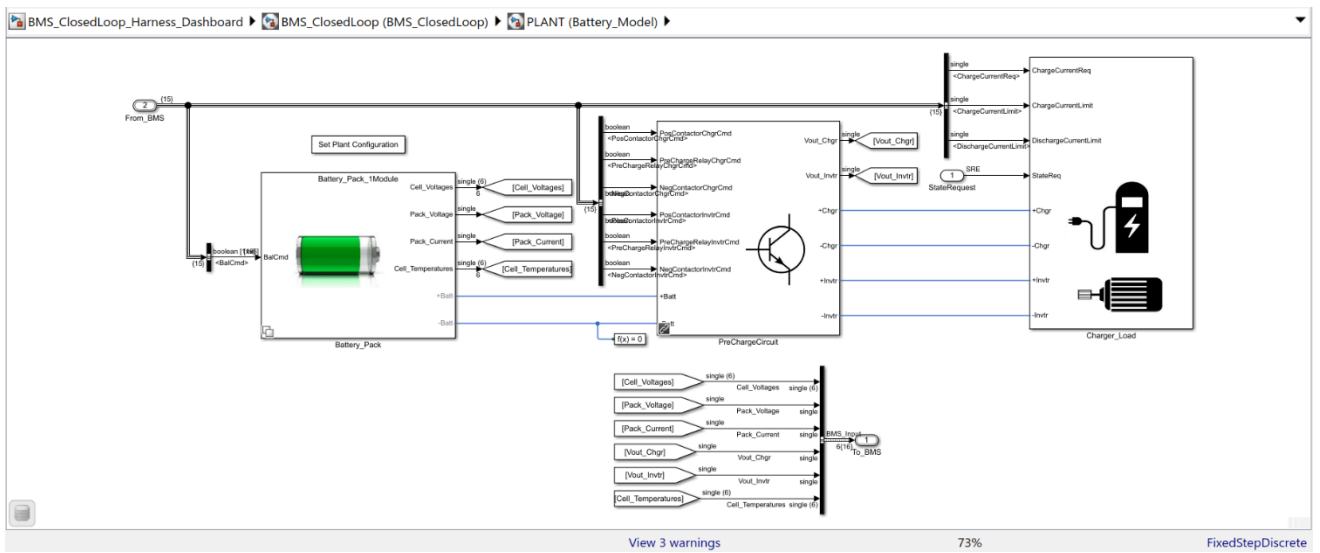 BMS_ClosedLoop_Harness_Dashboard BMS_ClosedLoop (BMS_ClosedLoop) PLANT (Battery_Model)
2
{15}
From_BMS
Set Plant Configuration
{15}
<BalCmd>
BalCmd
Battery_Pack_1Module
Cell_Voltages
Pack_Voltage
Pack_Current
Cell_Temperatures
+Batt
-Batt
Battery_Pack
single (6)
6
[Cell_Voltages]
single
[Pack_Voltage]
single
[Pack_Current]
single (6)
6
[Cell_Temperatures]
f(x) = 0
{15}
boolean
<PosContactorChgrCmd>
boolean
<PreChargeRelayChgrCmd>
boolean
<PreChargeRelayInvtrCmd>
boolean
<NegContactorInvtrCmd>
PosContactorChgrCmd
PreChargeRelayChgrCmd
NegContactorChgrCmd
PosContactorInvtrCmd
PreChargeRelayInvtrCmd
NegContactorInvtrCmd
+Batt
Vout_Chgr
Vout_Invtr
+Chgr
-Chgr
+Invtr
-Invtr
PreChargeCircuit
single
[Vout_Chgr]
single
[Vout_Invtr]
{15}
single
<ChargeCurrentReq>
single
<ChargeCurrentLimit>
single
<DischargeCurrentLimit>
1
SRE
StateRequest
ChargeCurrentReq
ChargeCurrentLimit
DischargeCurrentLimit
StateReq
+Chgr
-Chgr
+Invtr
-Invtr
Charger_Load
[Cell_Voltages] single (6) Cell_Voltages single (6)
[Pack_Voltage] single Pack_Voltage single
[Pack_Current] single Pack_Current single
[Vout_Chgr] single Vout_Chgr single
[Vout_Invtr] single Vout_Invtr single
[Cell_Temperatures] single (6) Cell_Temperatures single (6)
BMS_Input
6{16}
1
To_BMS
View 3 warnings 73% FixedStepDiscrete